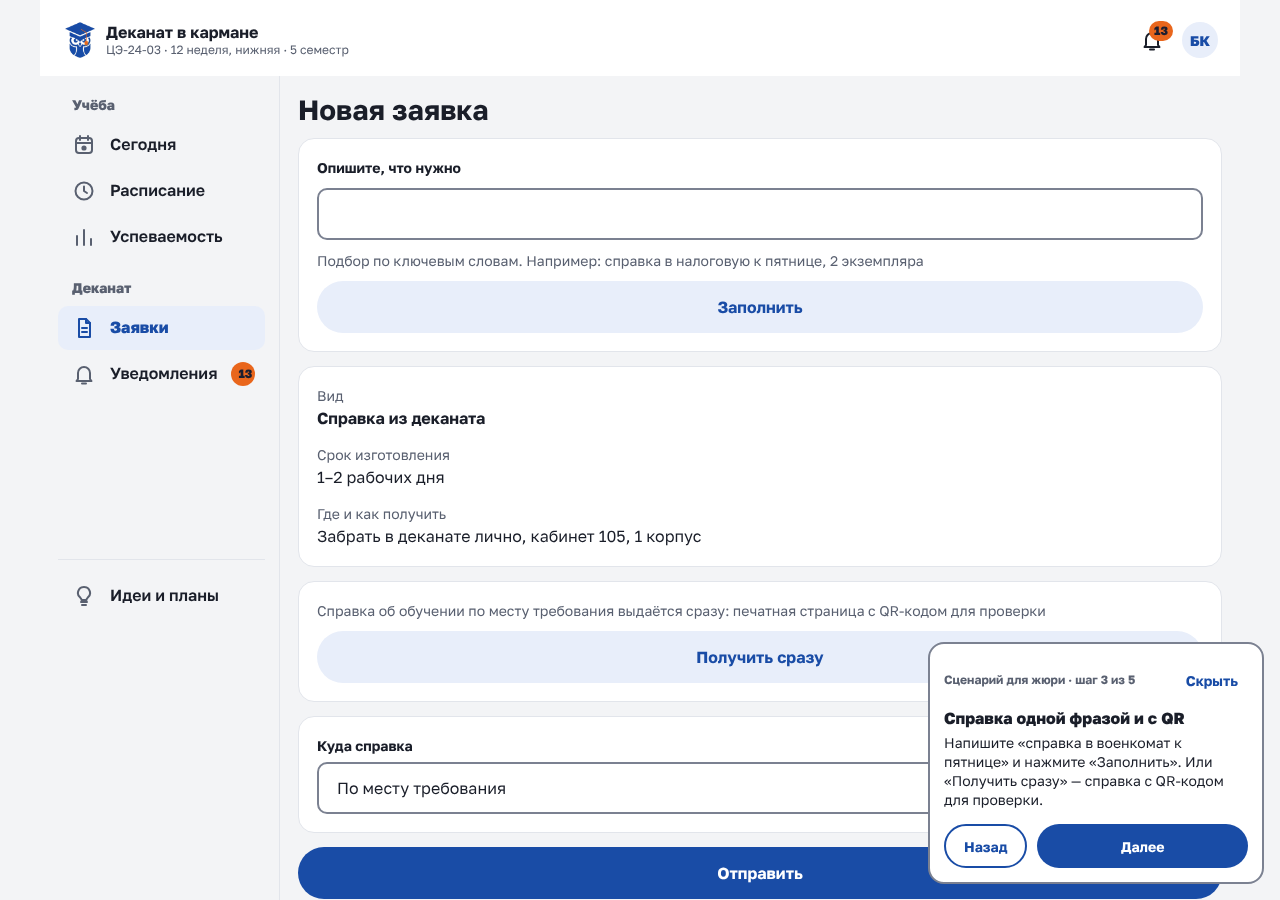 Деканат в кармане
ЦЭ-24-03 · 12 неделя, нижняя · 5 семестр
13
БК
Учёба
Сегодня
Расписание
Успеваемость
Деканат
Заявки
Уведомления 13
Идеи и планы
Новая заявка
Опишите, что нужно
Подбор по ключевым словам. Например: справка в налоговую к пятнице, 2 экземпляра
Заполнить
Вид
Справка из деканата
Срок изготовления
1–2 рабочих дня
Где и как получить
Забрать в деканате лично, кабинет 105, 1 корпус
Справка об обучении по месту требования выдаётся сразу: печатная страница с QR-кодом для проверки
Получить сразу
Куда справка
По месту требования
Отправить
Сценарий для жюри · шаг 3 из 5
Скрыть
Справка одной фразой и с QR
Напишите «справка в военкомат к
пятнице» и нажмите «Заполнить». Или
«Получить сразу» — справка с QR-кодом
для проверки.
Назад
Далее